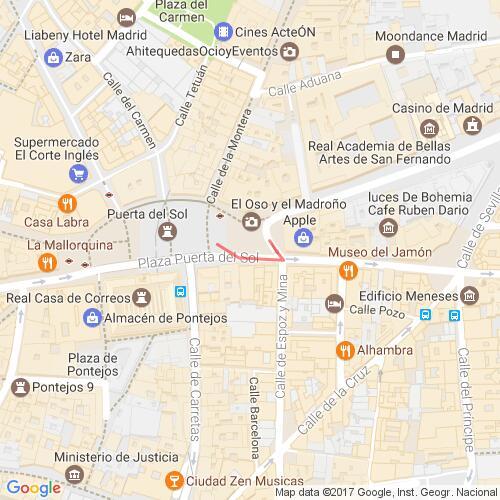 Plaza del
Carmen
Liabeny Hotel Madrid
Cines ActeÓN
Moondance Madrid
AhitequedasOcioyEventos
Zara
Calle Tetuán
Calle Aduana
Calle del Carmen
Calle de la Montera
Casino de Madrid
Supermercado
El Corte Inglés
Real Academia de Bellas
Artes de San Fernando
Calle de Sevilla
Casa Labra
Puerta del Sol
El Oso y el Madroño
Apple
luces De Bohemia
Cafe Ruben Dario
La Mallorquina
Plaza Puerta del Sol
Museo del Jamón
Real Casa de Correos
Edificio Meneses
Almacén de Pontejos
Calle de Espoz y Mina
Calle Pozo
Plaza de
Pontejos
Calle de Carretas
Alhambra
Pontejos 9
Calle Barcelona
Calle de la Cruz
Calle del Príncipe
Ministerio de Justicia
Ciudad Zen Musicas
Google
Map data ©2017 Google, Inst. Geogr. Nacional